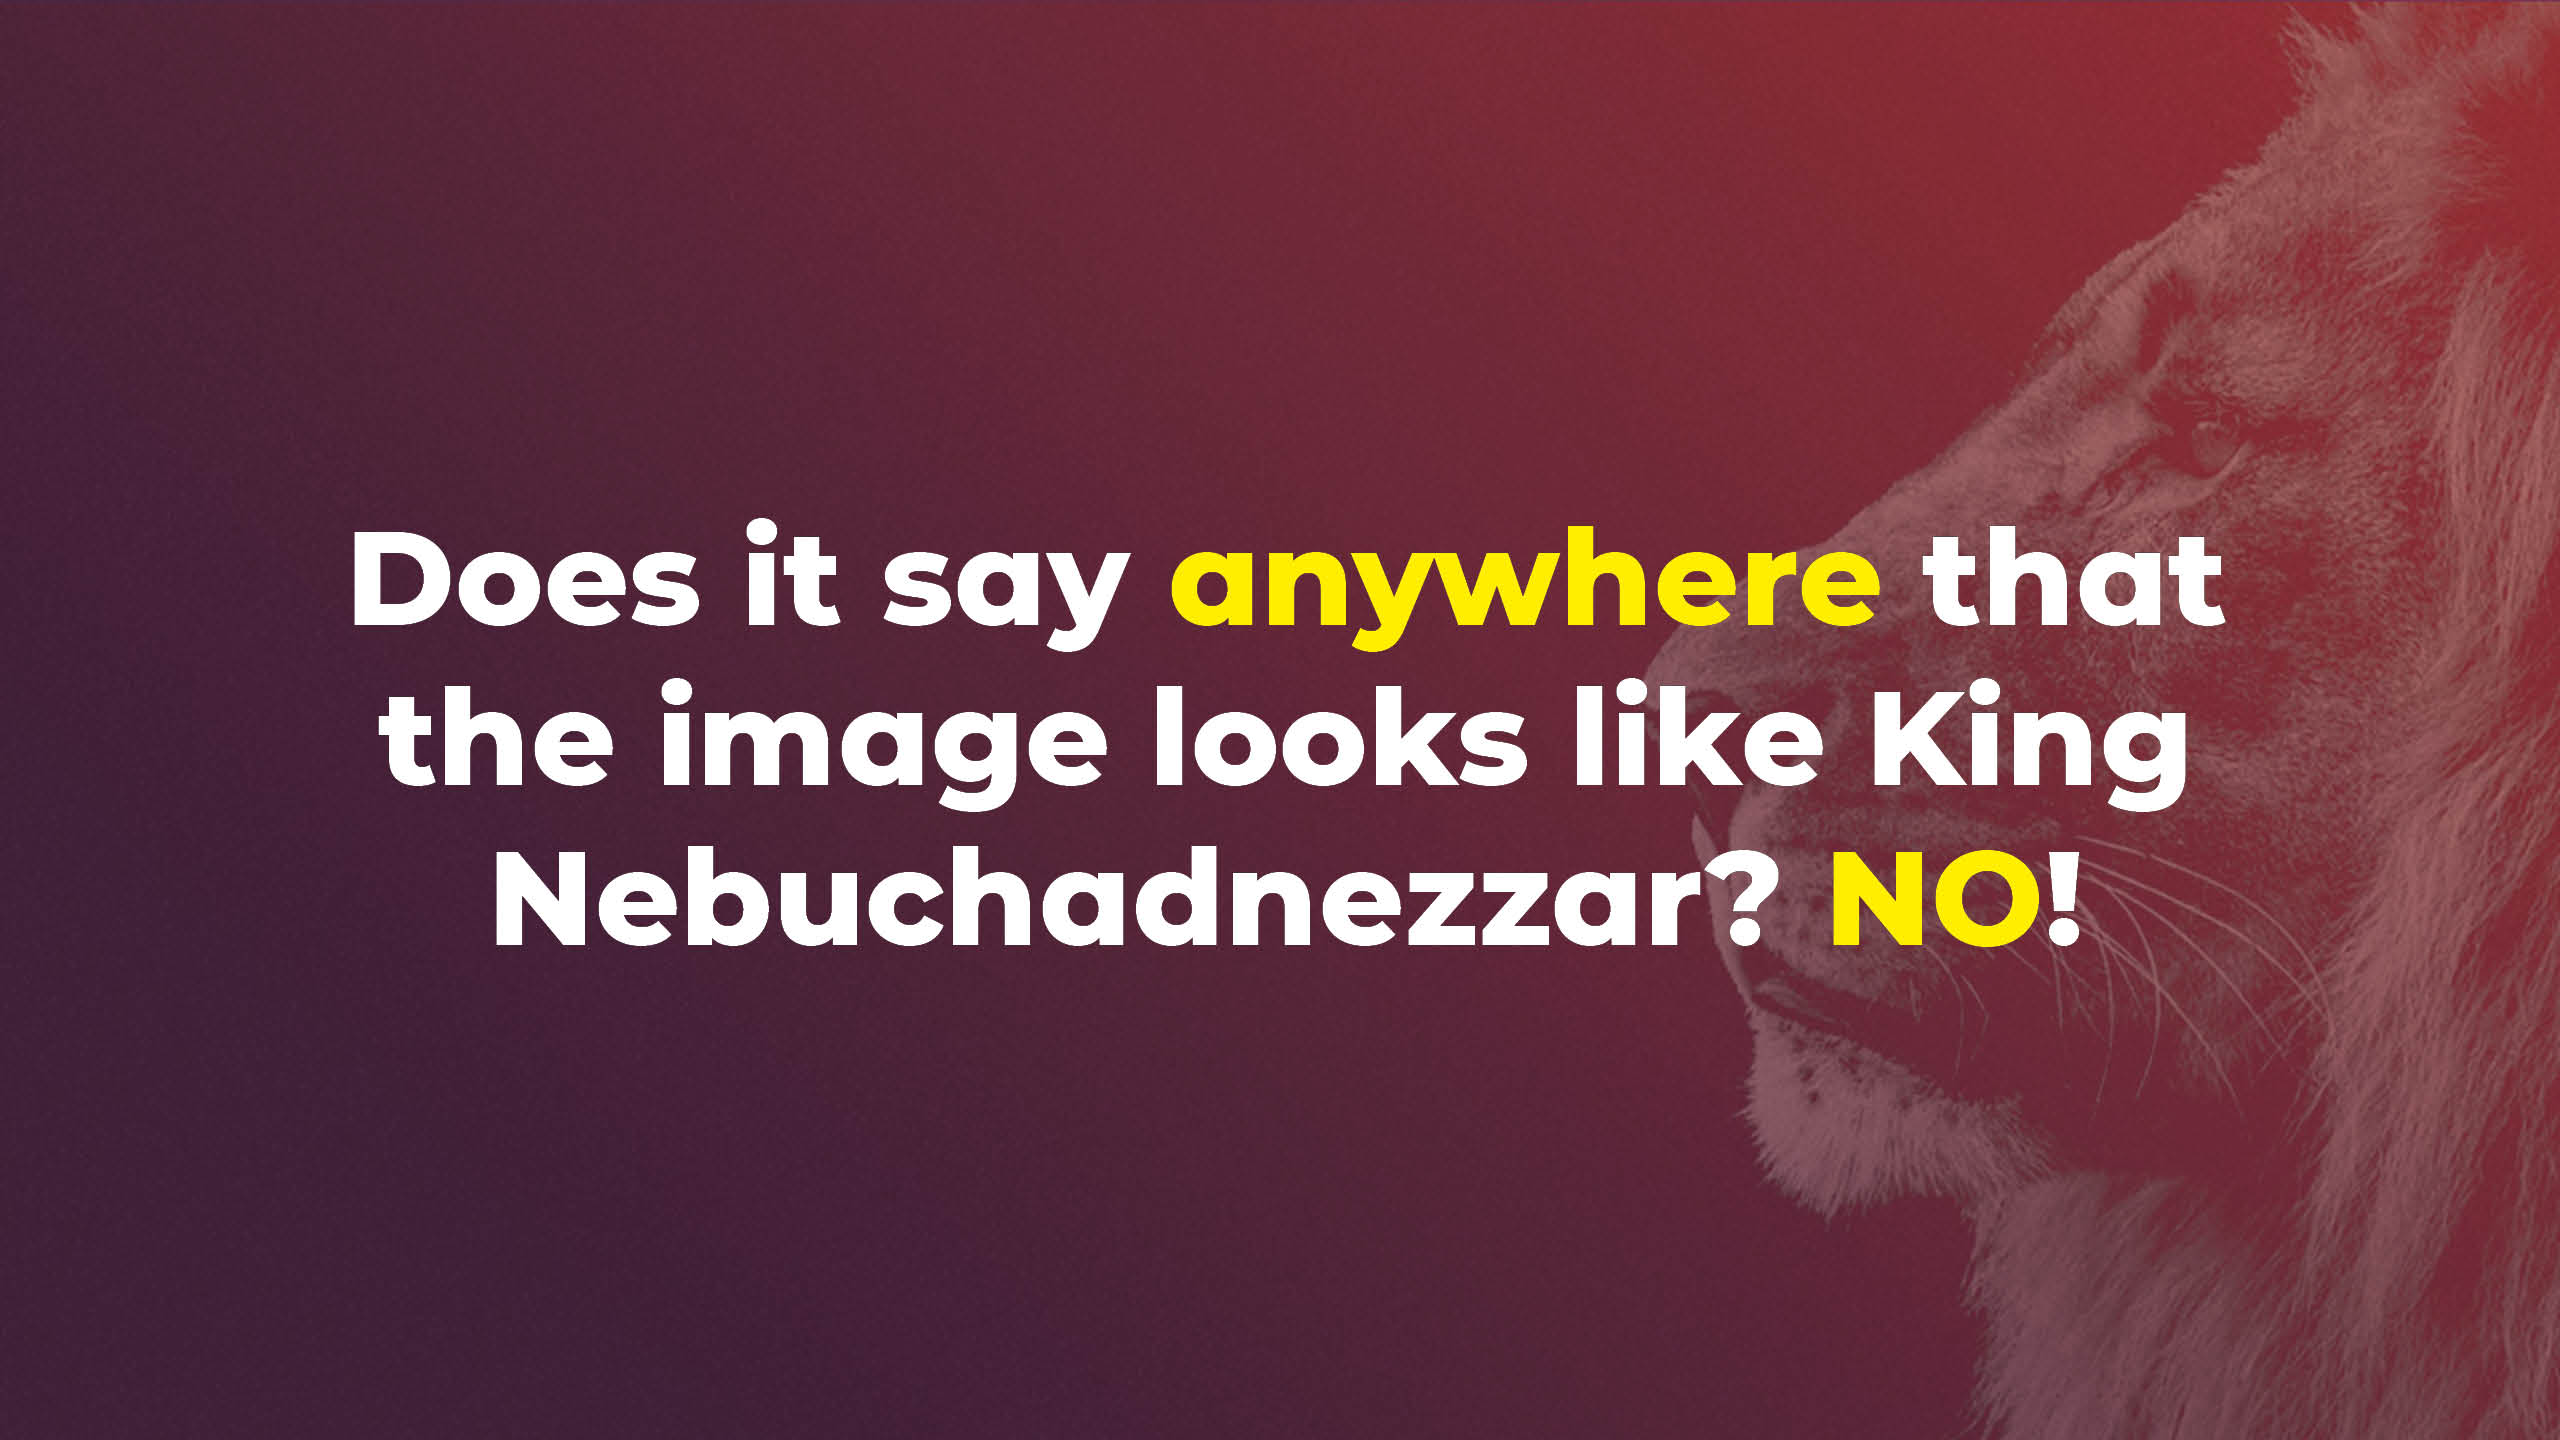 Does it say anywhere that
the image looks like King
Nebuchadnezzar? NO!